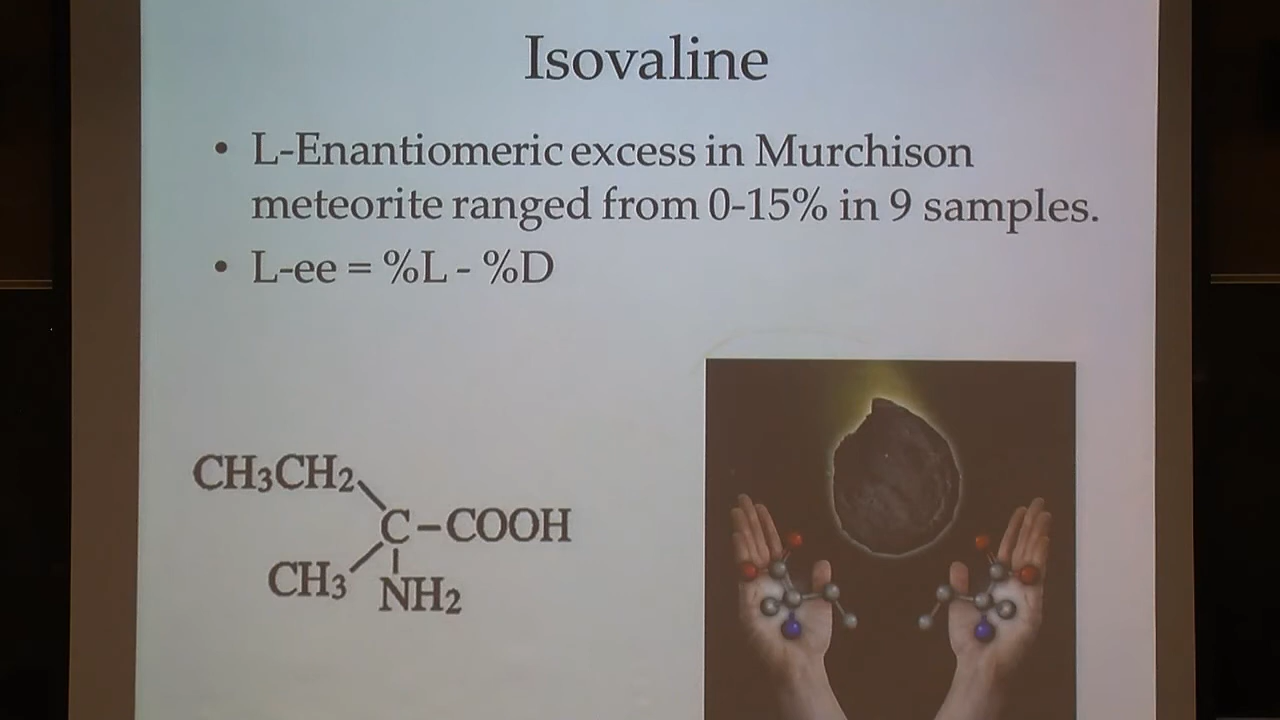 Isovaline
• L-Enantiomeric excess in Murchison
meteorite ranged from 0-15% in 9 samples.
• L-ee = %L - %D
CH3CH2
C-COOH
CH3
NH2